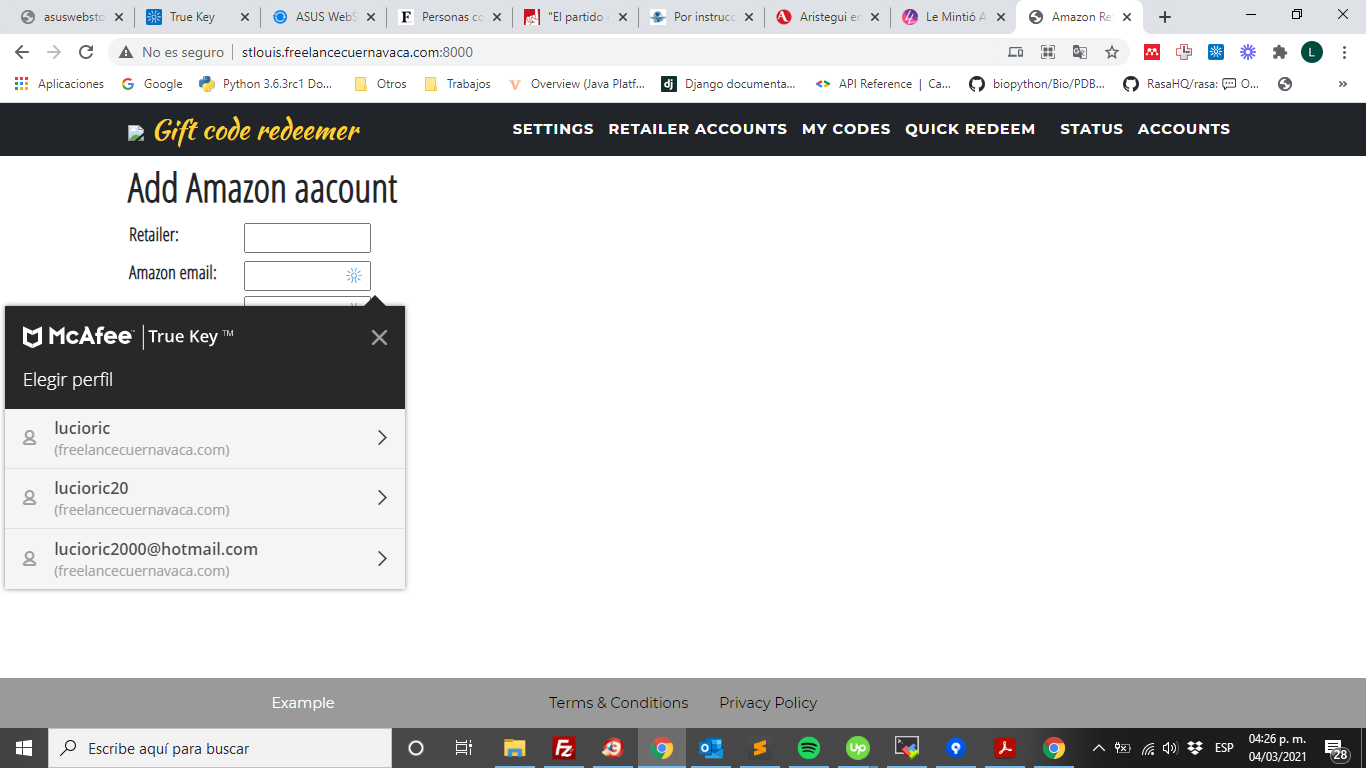 asuswebsto
True Key
ASUS WebS
Personas co
"El partido d
Por instrucc
Aristegui en
Le Mintió A
Amazon Re
No es seguro
stlouis.freelancecuernavaca.com:8000
L
Aplicaciones
Google
Python 3.6.3rc1 Do...
Otros
Trabajos
Overview (Java Platf...
Django documenta...
API Reference | Ca...
biopython/Bio/PDB...
RasaHQ/rasa: 💬 O...
»
Gift code redeemer
SETTINGS
RETAILER ACCOUNTS
MY CODES
QUICK REDEEM
STATUS
ACCOUNTS
Add Amazon aacount
Retailer:
Amazon email:
McAfee™ | True Key™
Elegir perfil
lucioric
(freelancecuernavaca.com)
lucioric20
(freelancecuernavaca.com)
lucioric2000@hotmail.com
(freelancecuernavaca.com)
Example
Terms & Conditions
Privacy Policy
Escribe aquí para buscar
ESP
04:26 p. m.
04/03/2021
28